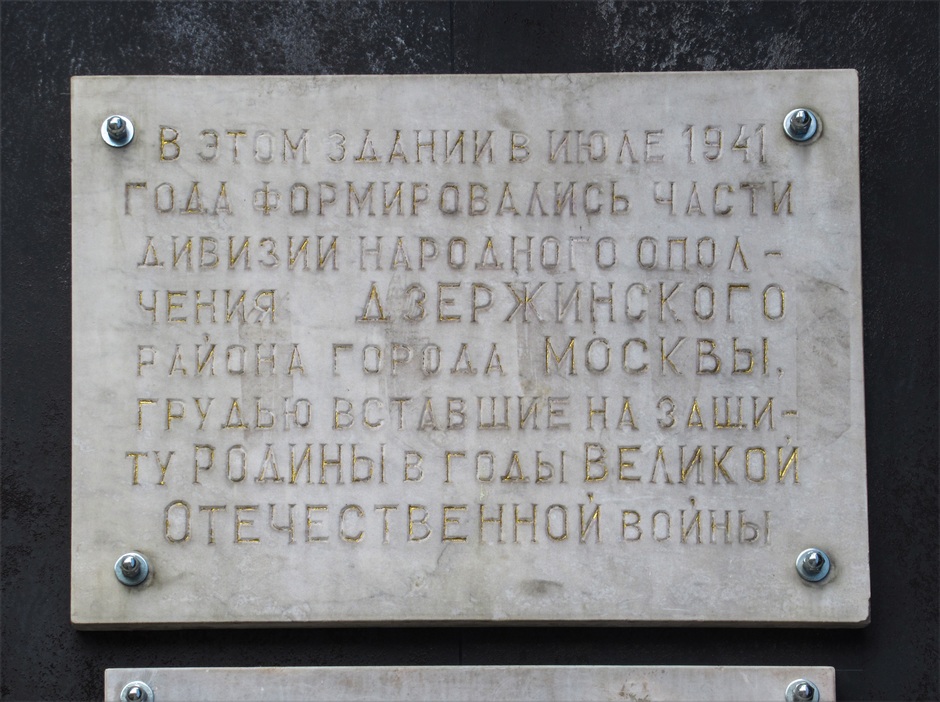 В ЭТОМ ЗДАНИИ В ИЮЛЕ 1941
ГОДА ФОРМИРОВАЛИСЬ ЧАСТИ
ДИВИЗИИ НАРОДНОГО ОПОЛ-
ЧЕНИЯ ДЗЕРЖИНСКОГО
РАЙОНА ГОРОДА МОСКВЫ,
ГРУДЬЮ ВСТАВШИЕ НА ЗАЩИ-
ТУ РОДИНЫ В ГОДЫ ВЕЛИКОЙ
ОТЕЧЕСТВЕННОЙ ВОЙНЫ